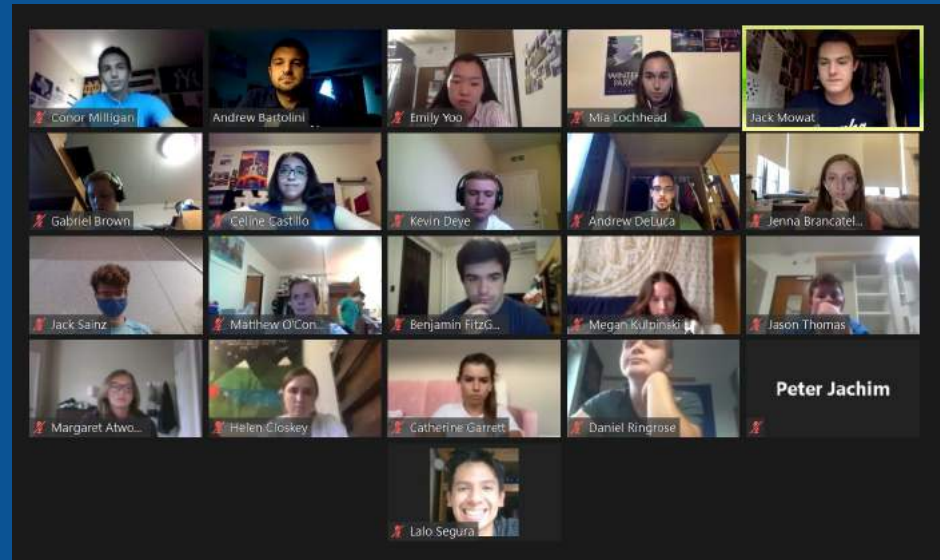 Conor Milligan
Andrew Bartolini
Emily Yoo
WINTER PARK
Mia Lochhead
Jack Mowat
Gabriel Brown
Celine Castillo
Kevin Deye
Andrew DeLuca
Jenna Brancatel...
Jack Sainz
Matthew O'Con...
Benjamin FitzG...
Megan Kulpinski
Jason Thomas
Margaret Atwo...
Helen Closkey
Catherine Garrett
Daniel Ringrose
Peter Jachim
Lalo Segura